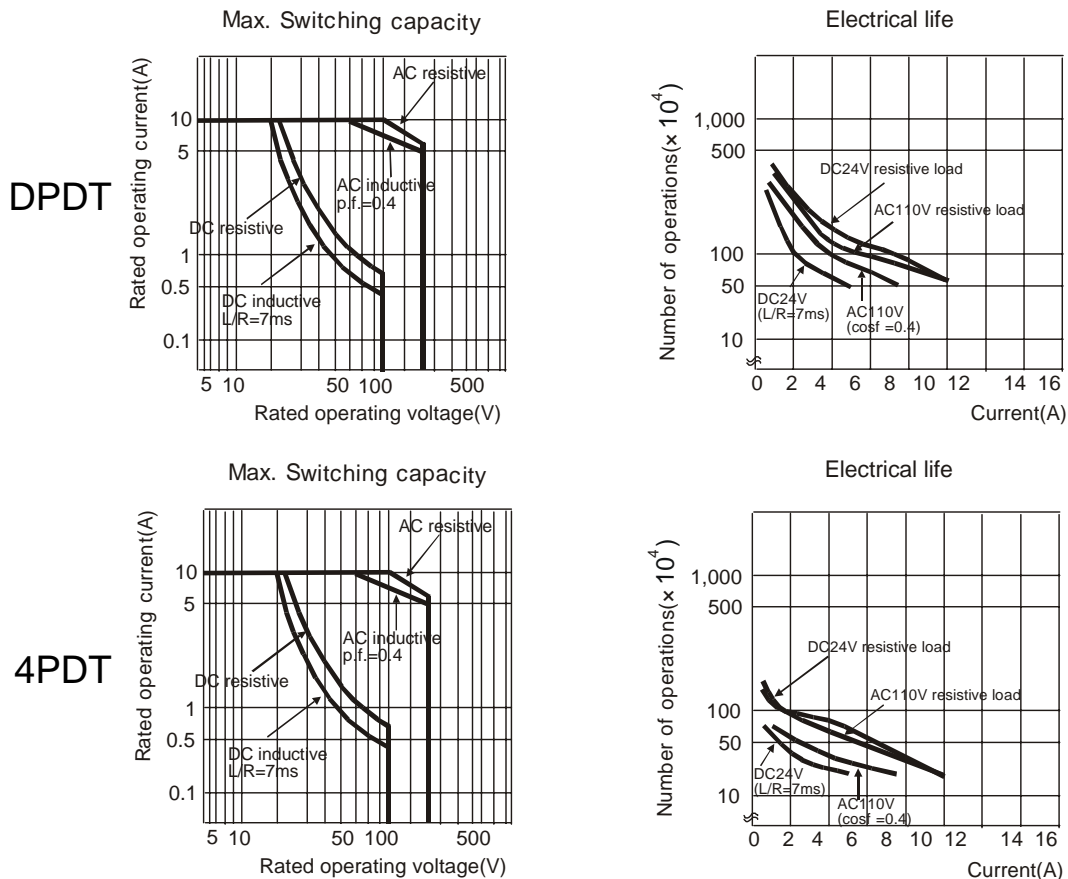 Max. Switching capacity
Rated operating current(A)
10
5
1
0.5
0.1
AC resistive
AC inductive
p.f.=0.4
DC resistive
DC inductive
L/R=7ms
5 10 50 100 500
Rated operating voltage(V)
DPDT
Electrical life
Number of operations(× 10⁴)
1,000
500
100
50
10
DC24V resistive load
AC110V resistive load
DC24V
(L/R=7ms)
AC110V
(cosf =0.4)
0 2 4 6 8 10 12 14 16
Current(A)
Max. Switching capacity
Rated operating current(A)
10
5
1
0.5
0.1
AC resistive
AC inductive
p.f.=0.4
DC resistive
DC inductive
L/R=7ms
5 10 50 100 500
Rated operating voltage(V)
4PDT
Electrical life
Number of operations(× 10⁴)
1,000
500
100
50
10
DC24V resistive load
AC110V resistive load
DC24V
(L/R=7ms)
AC110V
(cosf =0.4)
0 2 4 6 8 10 12 14 16
Current(A)